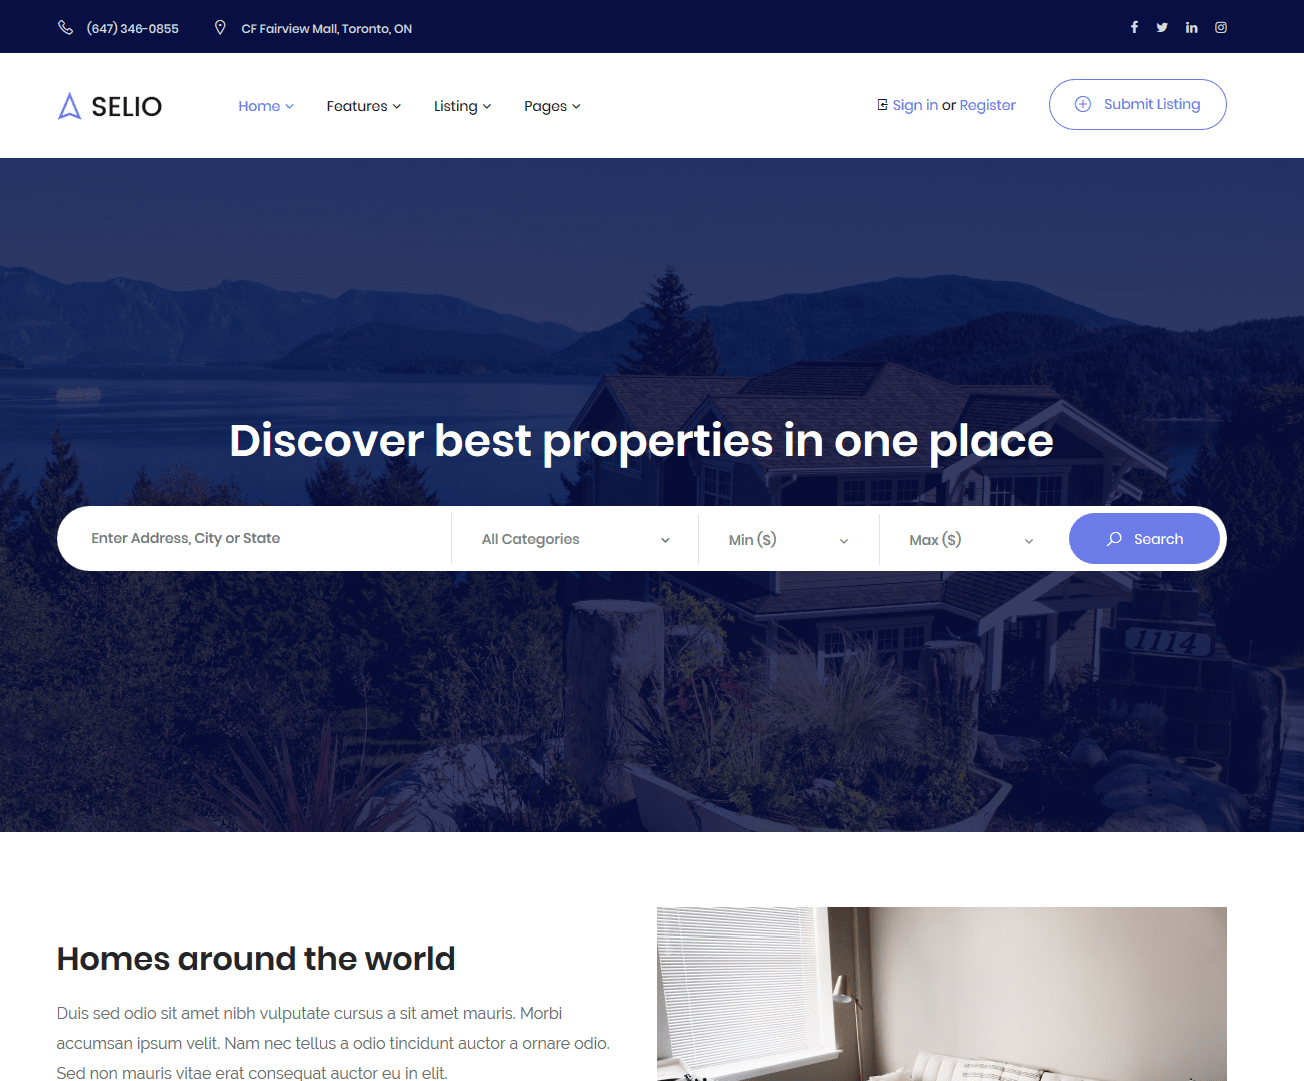 (647) 346-0855 CF Fairview Mall, Toronto, ON
SELIO Home Features Listing Pages Sign in or Register Submit Listing
Discover best properties in one place
Enter Address, City or State All Categories Min ($) Max ($) Search
1114
Homes around the world
Duis sed odio sit amet nibh vulputate cursus a sit amet mauris. Morbi
accumsan ipsum velit. Nam nec tellus a odio tincidunt auctor a ornare odio.
Sed non mauris vitae erat consequat auctor eu in elit.